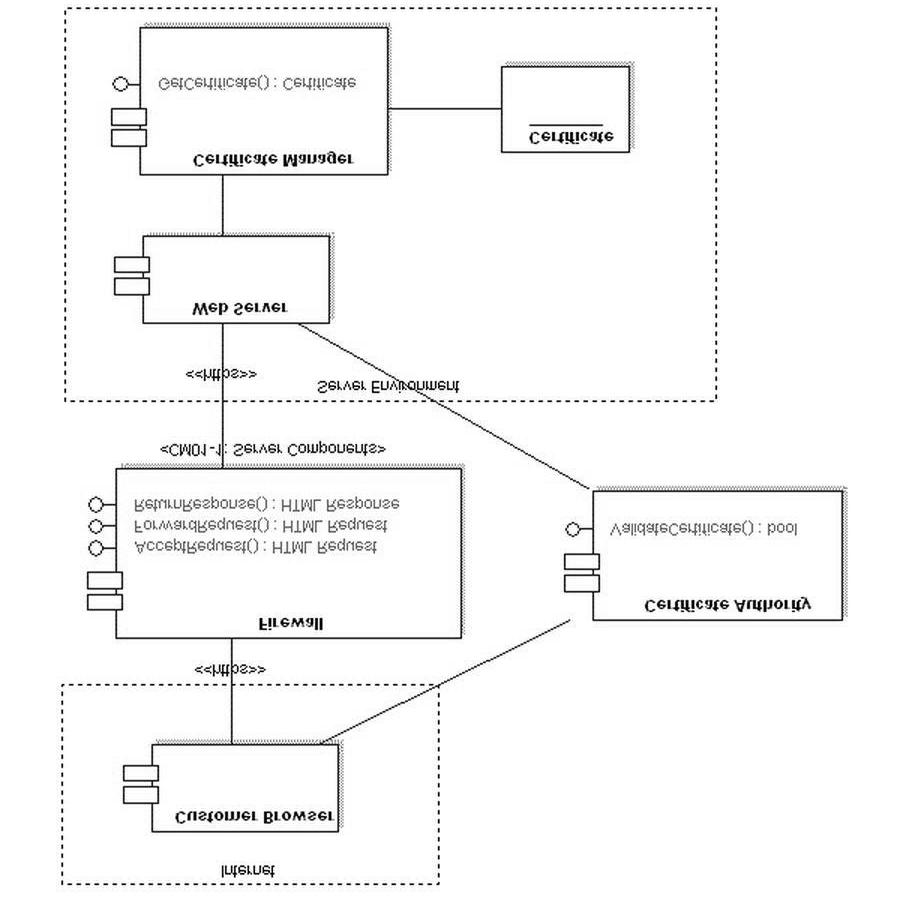 Internet
Customer Browser
<<https>>
Firewall
AcceptRequest() : HTML Request
ForwardRequest() : HTML Request
ReturnResponse() : HTML Response
Certificate Authority
ValidateCertificate() : bool
<CM01-1: Server Components>
Server Environment
<<https>>
Web Server
Certificate Manager
GetCertificate() : Certificate
Certificate